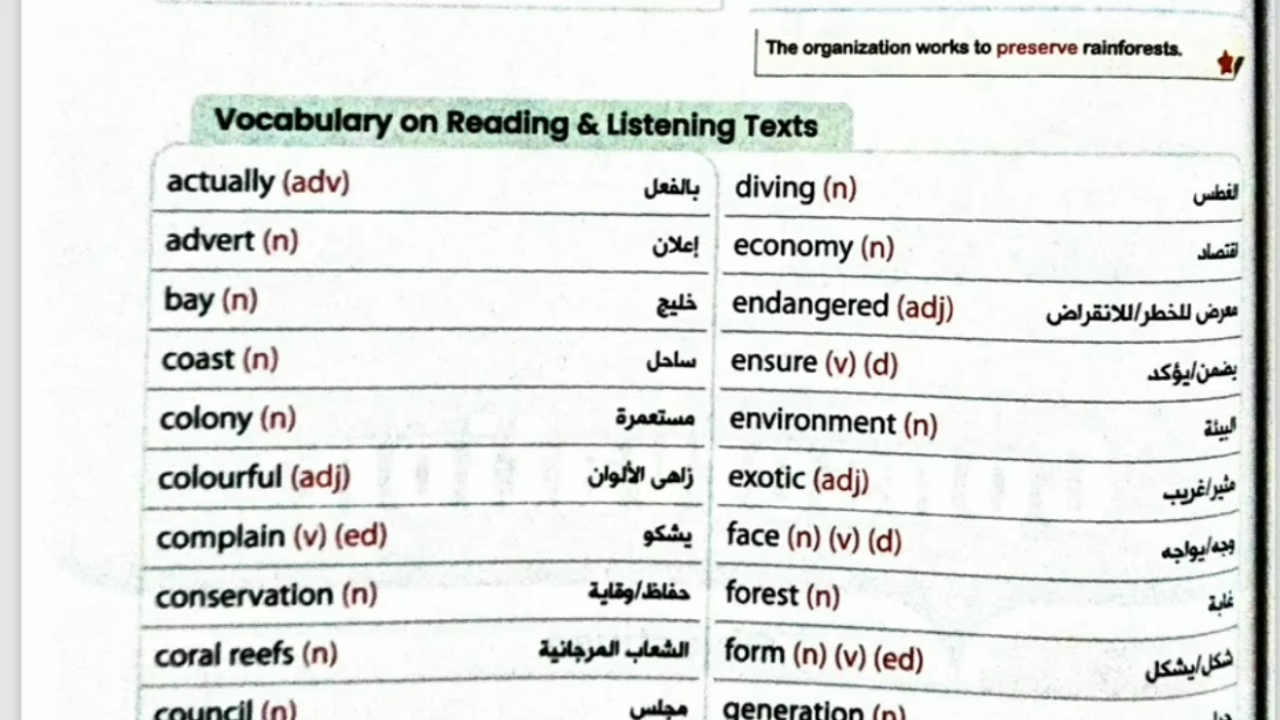 The organization works to preserve rainforests.
Vocabulary on Reading & Listening Texts
actually (adv) بالفعل
advert (n) إعلان
bay (n) خليج
coast (n) ساحل
colony (n) مستعمرة
colourful (adj) زاهى الألوان
complain (v) (ed) يشكو
conservation (n) حفاظ/وقاية
coral reefs (n) الشعاب المرجانية
council (n) مجلس
diving (n) الغطس
economy (n) اقتصاد
endangered (adj) معرض للخطر/للانقراض
ensure (v) (d) يضمن/يؤكد
environment (n) البيئة
exotic (adj) مثير/غريب
face (n) (v) (d) وجه/يواجه
forest (n) غابة
form (n) (v) (ed) شكل/يشكل
generation (n)